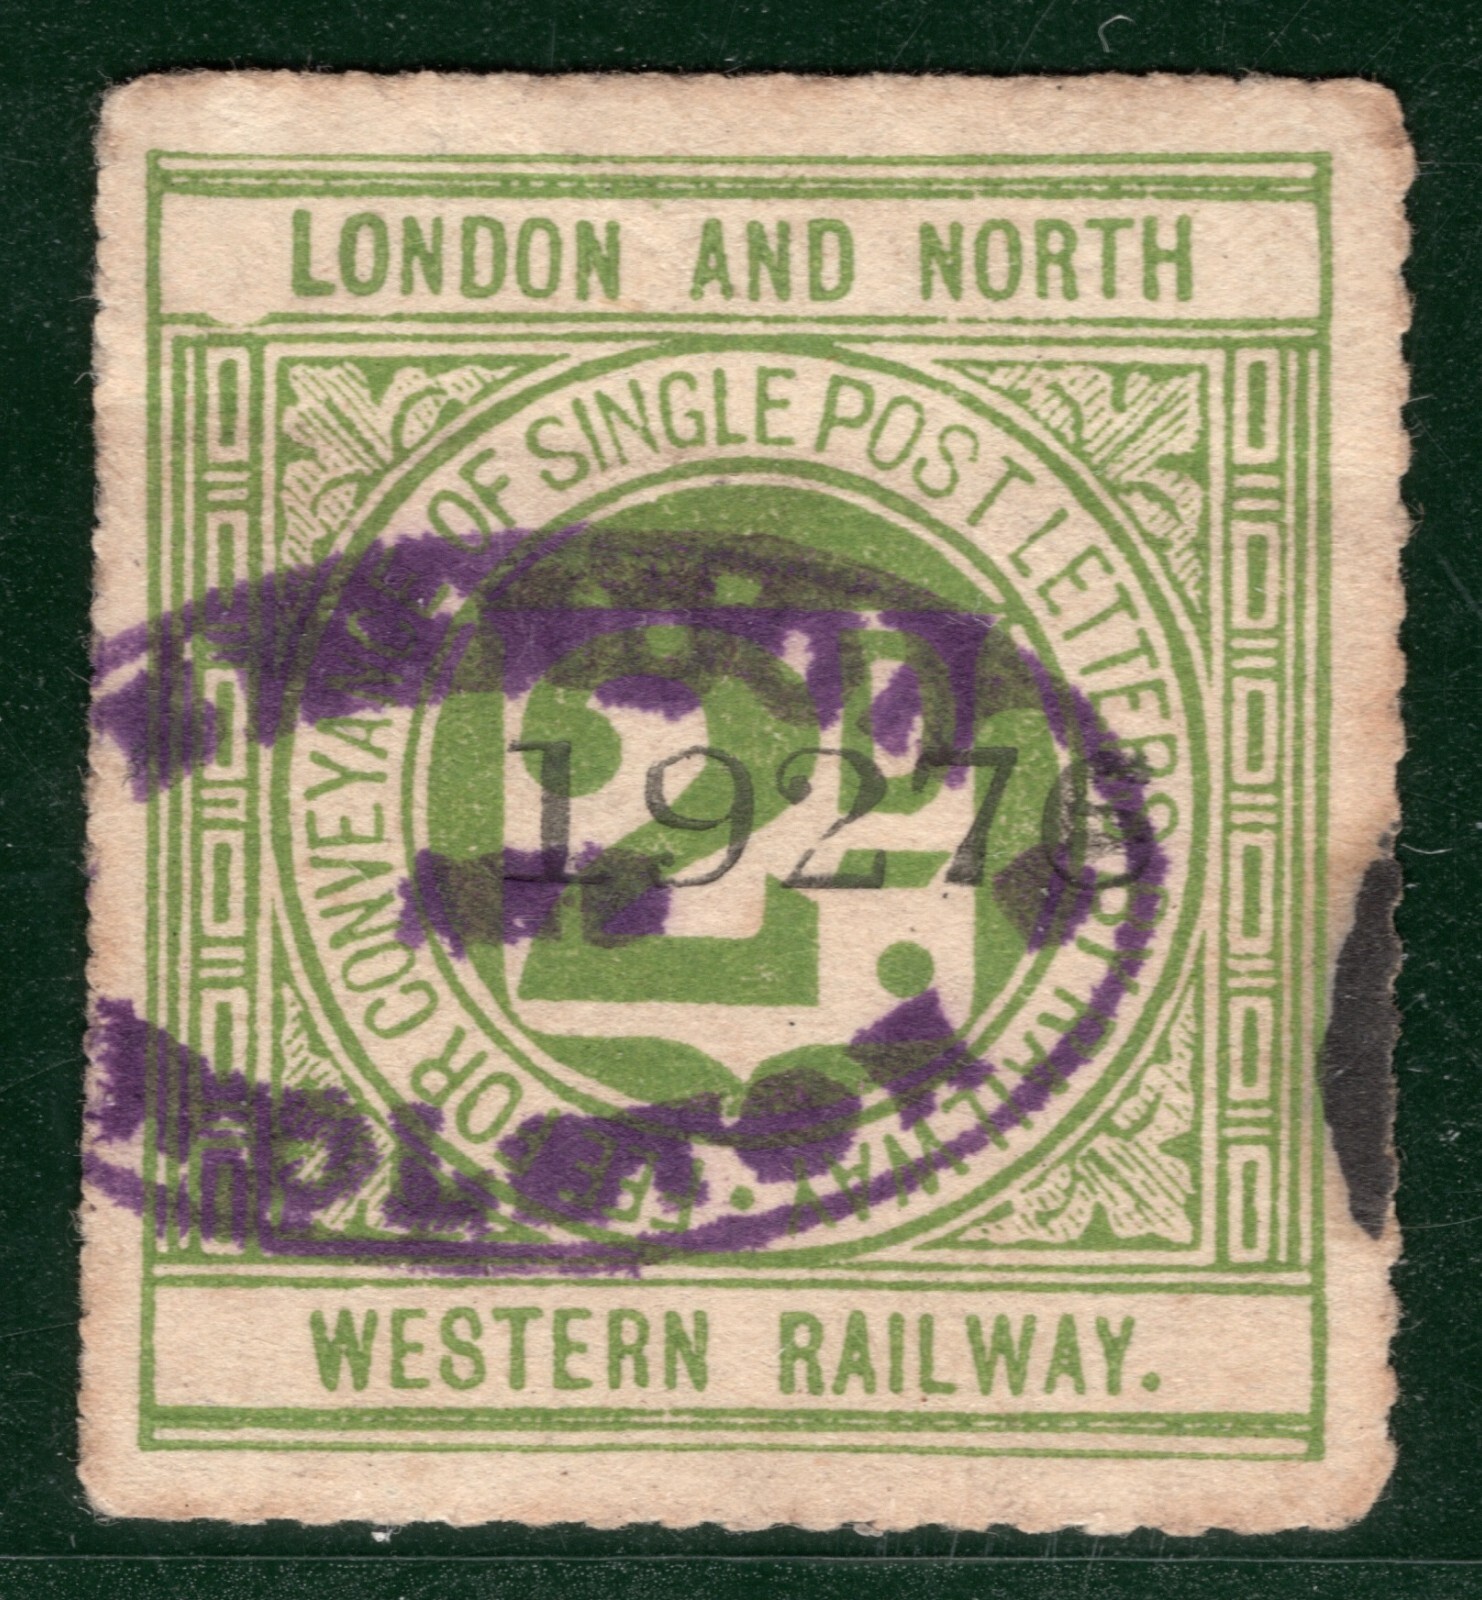 LONDON AND NORTH
FEE FOR CONVEYANCE OF SINGLE POST LETTERS BY RAILWAY.
2D.
19276
WESTERN RAILWAY.